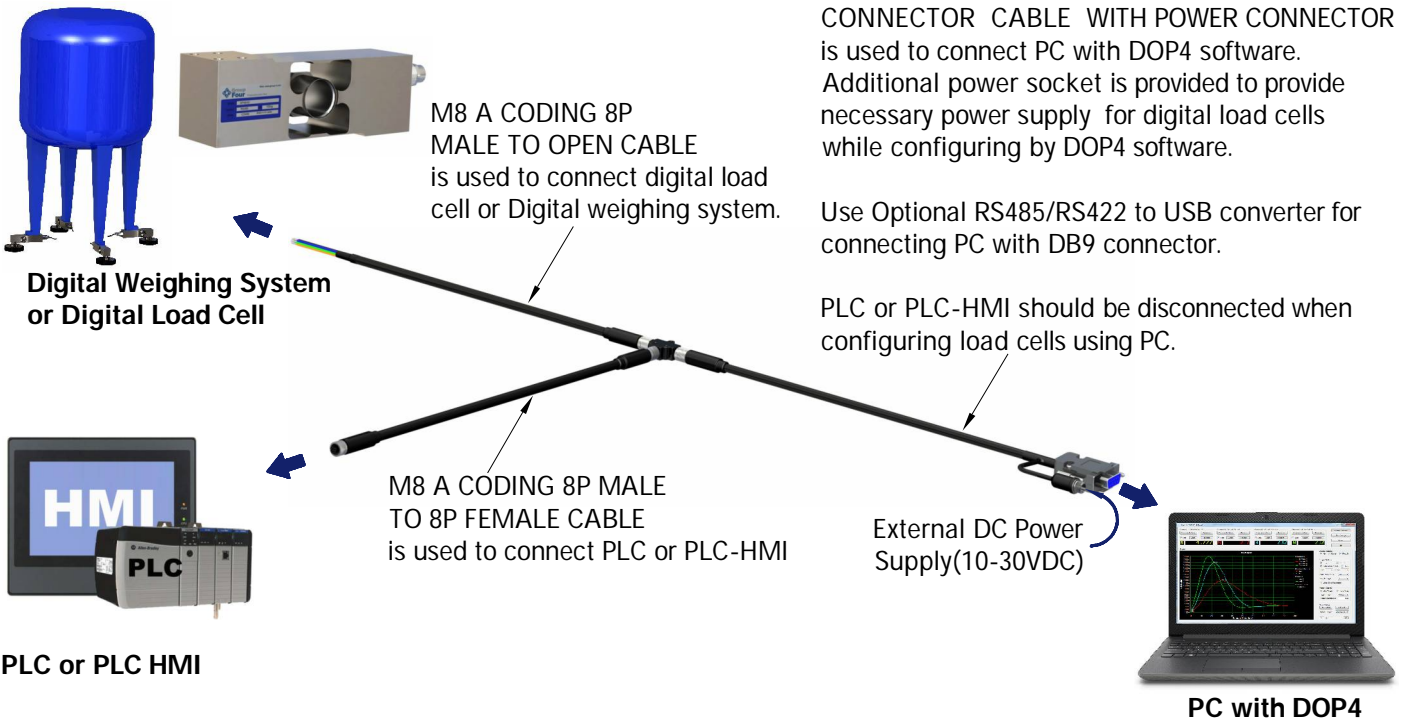 CONNECTOR CABLE WITH POWER CONNECTOR
is used to connect PC with DOP4 software.
Additional power socket is provided to provide
necessary power supply for digital load cells
while configuring by DOP4 software.
Use Optional RS485/RS422 to USB converter for
connecting PC with DB9 connector.
PLC or PLC-HMI should be disconnected when
configuring load cells using PC.
Four
M8 A CODING 8P
MALE TO OPEN CABLE
is used to connect digital load
cell or Digital weighing system.
Digital Weighing System
or Digital Load Cell
HMI
PLC
PLC or PLC HMI
M8 A CODING 8P MALE
TO 8P FEMALE CABLE
is used to connect PLC or PLC-HMI
External DC Power
Supply(10-30VDC)
PC with DOP4